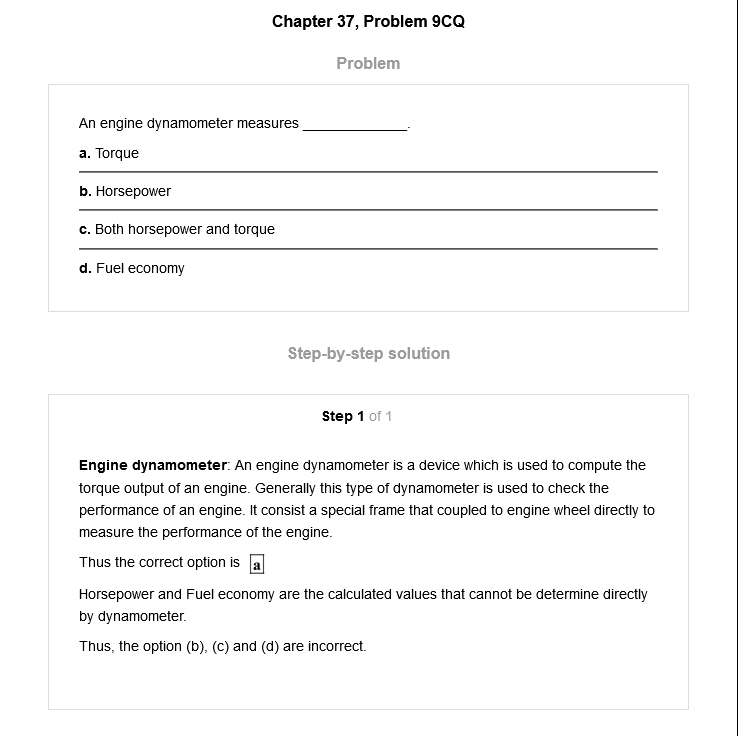 Chapter 37, Problem 9CQ
Problem
An engine dynamometer measures ______________.
a. Torque
b. Horsepower
c. Both horsepower and torque
d. Fuel economy
Step-by-step solution
Step 1 of 1
Engine dynamometer: An engine dynamometer is a device which is used to compute the
torque output of an engine. Generally this type of dynamometer is used to check the
performance of an engine. It consist a special frame that coupled to engine wheel directly to
measure the performance of the engine.
Thus the correct option is a
Horsepower and Fuel economy are the calculated values that cannot be determine directly
by dynamometer.
Thus, the option (b), (c) and (d) are incorrect.